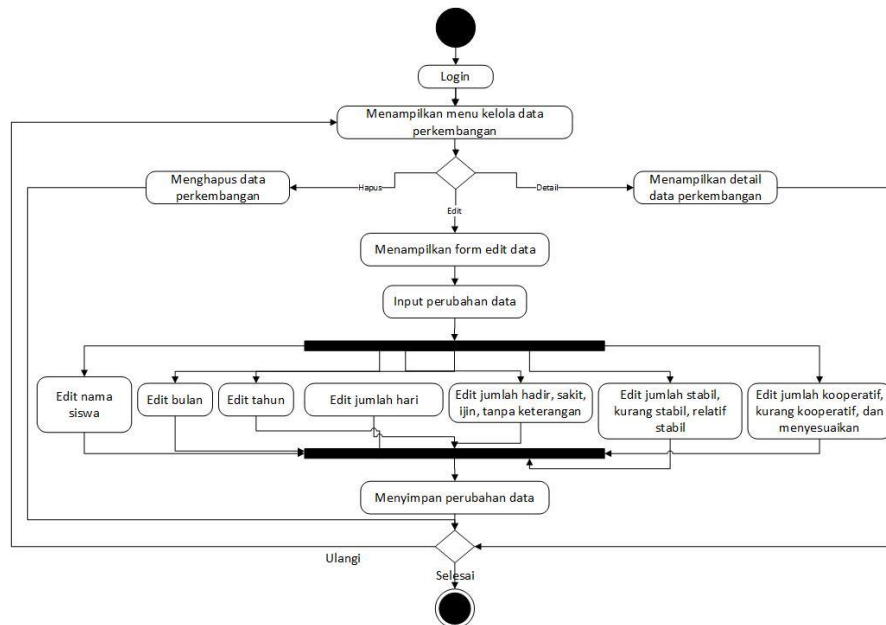 Login
Menampilkan menu kelola data
perkembangan
Menghapus data
perkembangan
Hapus
Detail
Menampilkan detail
data perkembangan
Edit
Menampilkan form edit data
Input perubahan data
Edit nama
siswa
Edit bulan
Edit tahun
Edit jumlah hari
Edit jumlah hadir, sakit,
ijin, tanpa keterangan
Edit jumlah stabil,
kurang stabil, relatif
stabil
Edit jumlah kooperatif,
kurang kooperatif, dan
menyesuaikan
Menyimpan perubahan data
Ulangi
Selesai